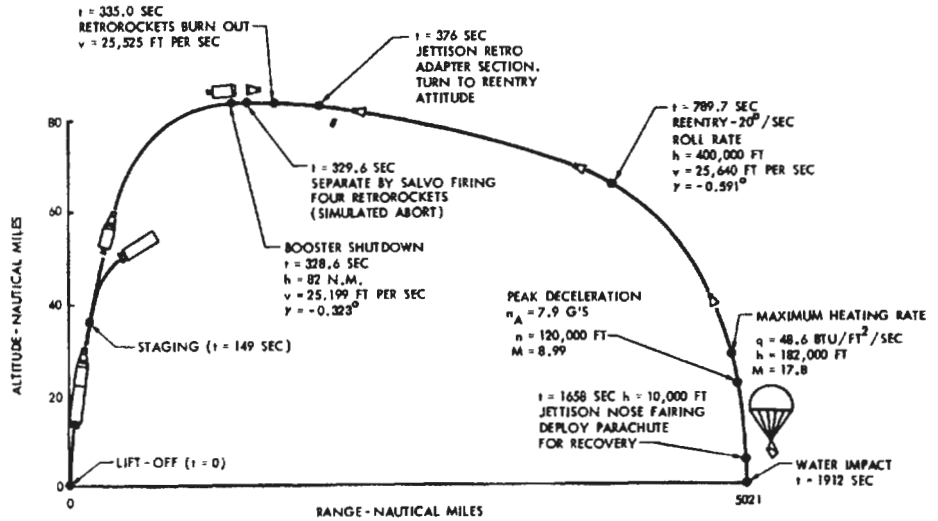 t = 335.0 SEC
RETROROCKETS BURN OUT
v = 25,525 FT PER SEC
t = 376 SEC
JETTISON RETRO
ADAPTER SECTION.
TURN TO REENTRY
ATTITUDE
t = 789.7 SEC
REENTRY-20°/SEC
ROLL RATE
h = 400,000 FT
v = 25,640 FT PER SEC
γ = -0.591°
t = 329.6 SEC
SEPARATE BY SALVO FIRING
FOUR RETROROCKETS
(SIMULATED ABORT)
BOOSTER SHUTDOWN
t = 328.6 SEC
h = 82 N.M.
v = 25,199 FT PER SEC
γ = -0.323°
PEAK DECELERATION
n_A = 7.9 G'S
n = 120,000 FT
M = 8.99
MAXIMUM HEATING RATE
q = 48.6 BTU/FT²/SEC
h = 182,000 FT
M = 17.8
STAGING (t = 149 SEC)
t = 1658 SEC h = 10,000 FT
JETTISON NOSE FAIRING
DEPLOY PARACHUTE
FOR RECOVERY
LIFT-OFF (t = 0)
WATER IMPACT
t = 1912 SEC
ALTITUDE-NAUTICAL MILES
80
60
40
20
0
0
5021
RANGE-NAUTICAL MILES